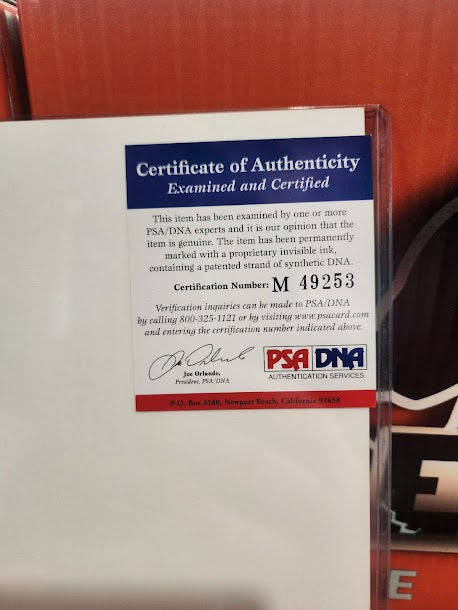 Certificate of Authenticity
Examined and Certified
This item has been examined by one or more
PSA/DNA experts and it is our opinion that the
item is genuine. The item has been permanently
marked with a proprietary invisible ink,
containing a patented strand of synthetic DNA.
Certification Number: M 49253
Verification inquiries can be made to PSA/DNA
by calling 800-325-1121 or by visiting www.psacard.com
and entering the certification number indicated above.
Joe Orlando,
President, PSA/DNA
PSA DNA
AUTHENTICATION SERVICES
P.O. Box 6180, Newport Beach, California 92658
E